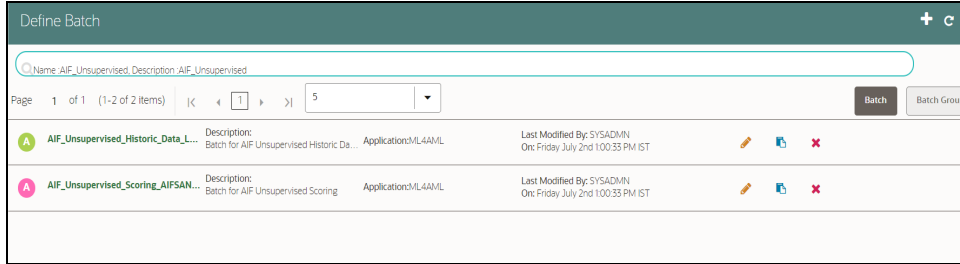 Define Batch
Name :AIF_Unsupervised, Description :AIF_Unsupervised
Page 1 of 1 (1-2 of 2 items) 1 5 Batch Batch Grou
A AIF_Unsupervised_Historic_Data_L... Description: Batch for AIF Unsupervised Historic Da... Application:ML4AML Last Modified By: SYSADMN
On: Friday July 2nd 1:00:33 PM IST
A AIF_Unsupervised_Scoring_AIFSAN... Description: Batch for AIF Unsupervised Scoring Application:ML4AML Last Modified By: SYSADMN
On: Friday July 2nd 1:00:33 PM IST